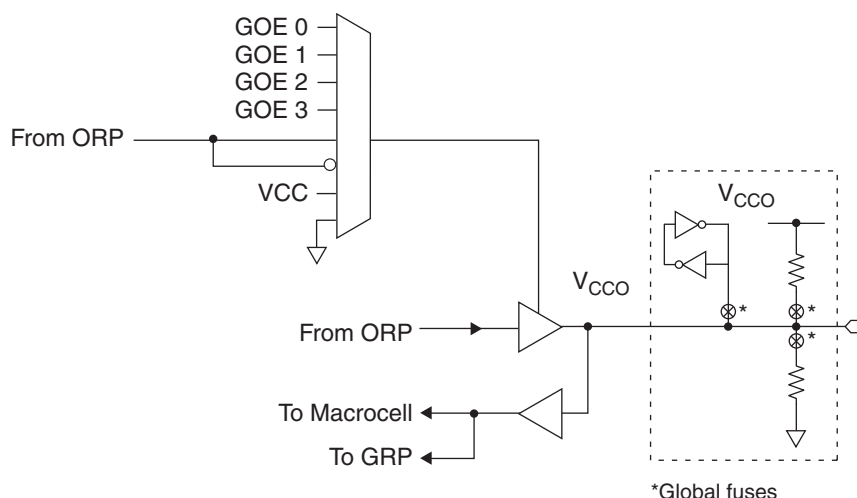 GOE 0
GOE 1
GOE 2
GOE 3
From ORP
VCC
VCCO
VCCO
*
*
*
From ORP
To Macrocell
To GRP
*Global fuses